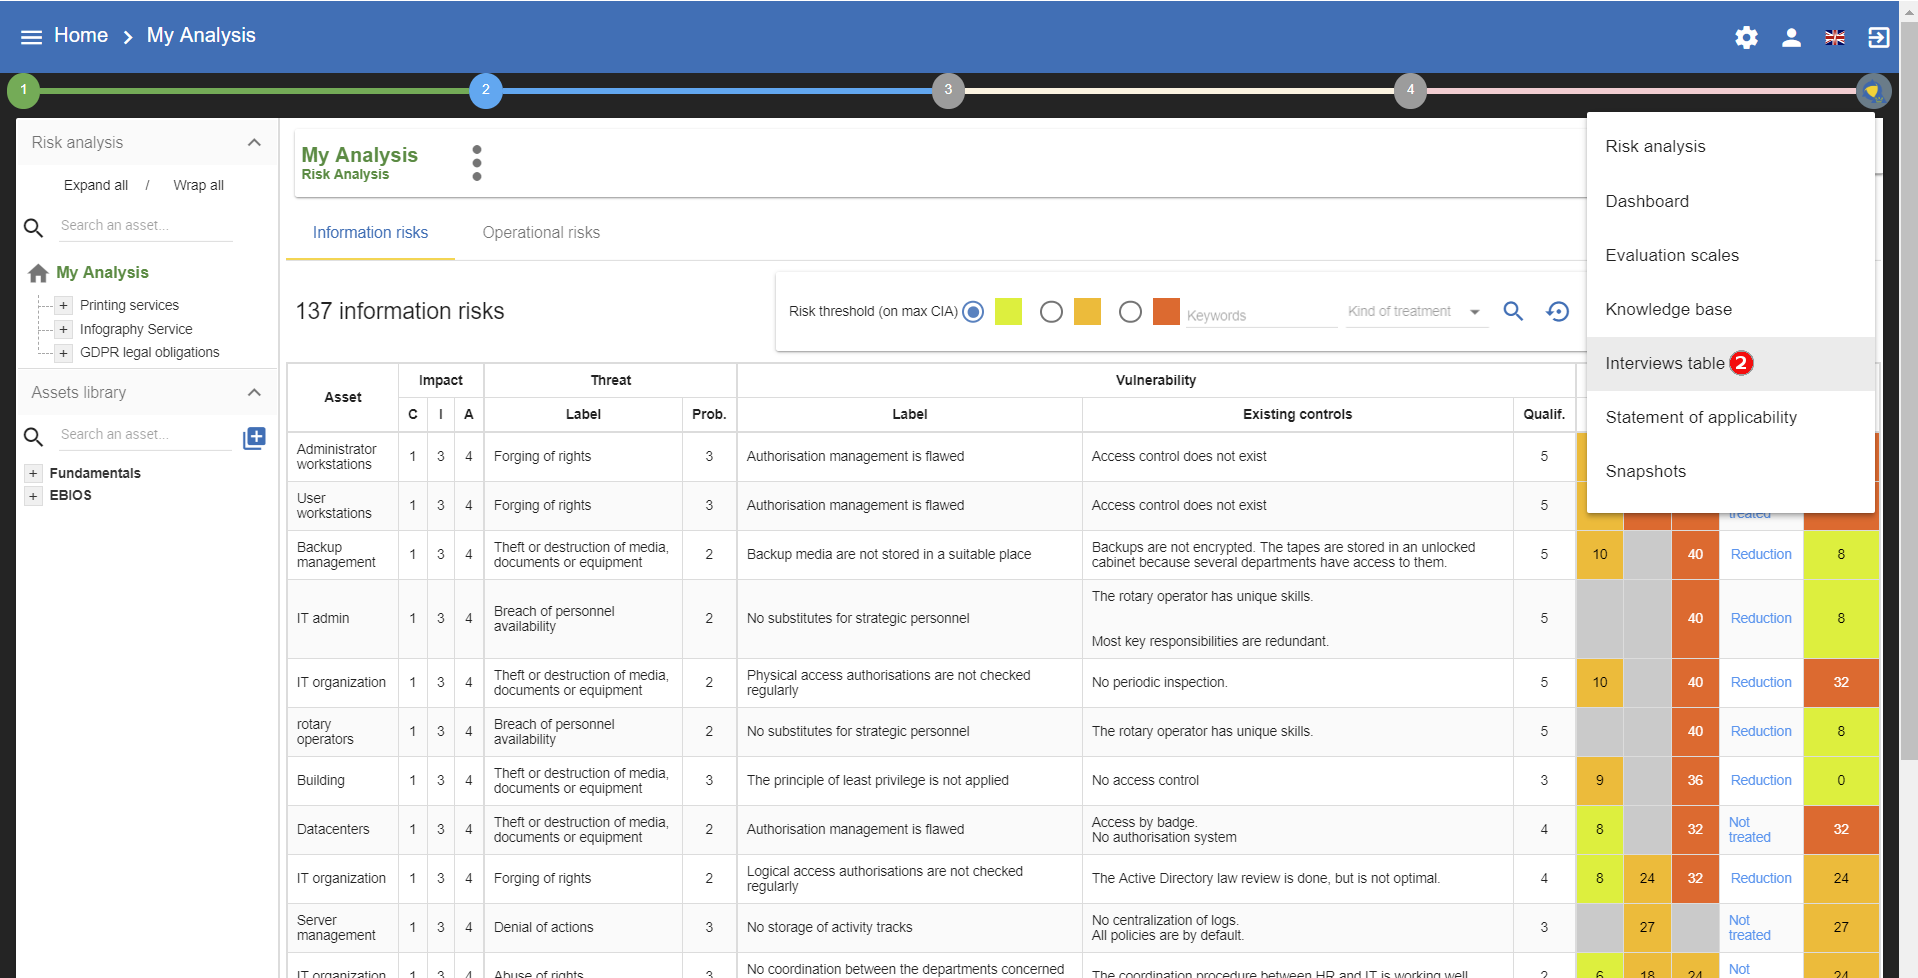 Home
My Analysis
1
2
3
4
Risk analysis
Expand all / Wrap all
Search an asset...
My Analysis
+ Printing services
+ Infography Service
+ GDPR legal obligations
Assets library
Search an asset...
+ Fundamentals
+ EBIOS
My Analysis
Risk Analysis
Information risks
Operational risks
137 information risks
Risk threshold (on max CIA)
Keywords
Kind of treatment
Risk analysis
Dashboard
Evaluation scales
Knowledge base
Interviews table 2
Statement of applicability
Snapshots
Asset Impact Threat Vulnerability
C I A Label Prob. Label Existing controls Qualif.
Administrator workstations 1 3 4 Forging of rights 3 Authorisation management is flawed Access control does not exist 5
User workstations 1 3 4 Forging of rights 3 Authorisation management is flawed Access control does not exist 5 treated
Backup management 1 3 4 Theft or destruction of media, documents or equipment 2 Backup media are not stored in a suitable place Backups are not encrypted. The tapes are stored in an unlocked cabinet because several departments have access to them. 5 10 40 Reduction 8
IT admin 1 3 4 Breach of personnel availability 2 No substitutes for strategic personnel The rotary operator has unique skills. Most key responsibilities are redundant. 5 40 Reduction 8
IT organization 1 3 4 Theft or destruction of media, documents or equipment 2 Physical access authorisations are not checked regularly No periodic inspection. 5 10 40 Reduction 32
rotary operators 1 3 4 Breach of personnel availability 2 No substitutes for strategic personnel The rotary operator has unique skills. 5 40 Reduction 8
Building 1 3 4 Theft or destruction of media, documents or equipment 3 The principle of least privilege is not applied No access control 3 9 36 Reduction 0
Datacenters 1 3 4 Theft or destruction of media, documents or equipment 2 Authorisation management is flawed Access by badge. No authorisation system 4 8 32 Not treated 32
IT organization 1 3 4 Forging of rights 2 Logical access authorisations are not checked regularly The Active Directory law review is done, but is not optimal. 4 8 24 32 Reduction 24
Server management 1 3 4 Denial of actions 3 No storage of activity tracks No centralization of logs. All policies are by default. 3 27 Not treated 27
IT organization 1 3 4 Abuse of rights 3 No coordination between the departments concerned The coordination procedure between HR and IT is working well 2 6 18 24 Not 24